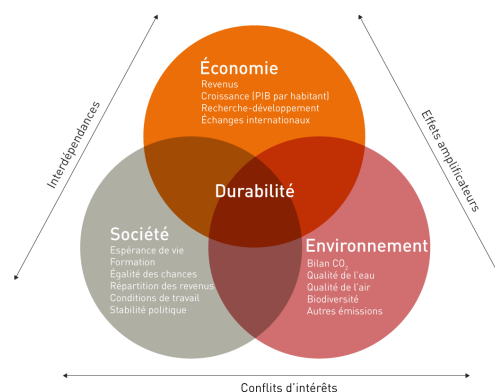 Économie
Revenus
Croissance (PIB par habitant)
Recherche-développement
Échanges internationaux
Interdépendances
Effets amplificateurs
Durabilité
Société
Espérance de vie
Formation
Égalité des chances
Répartition des revenus
Conditions de travail
Stabilité politique
Environnement
Bilan CO₂
Qualité de l'eau
Qualité de l'air
Biodiversité
Autres émissions
Conflits d'intérêts